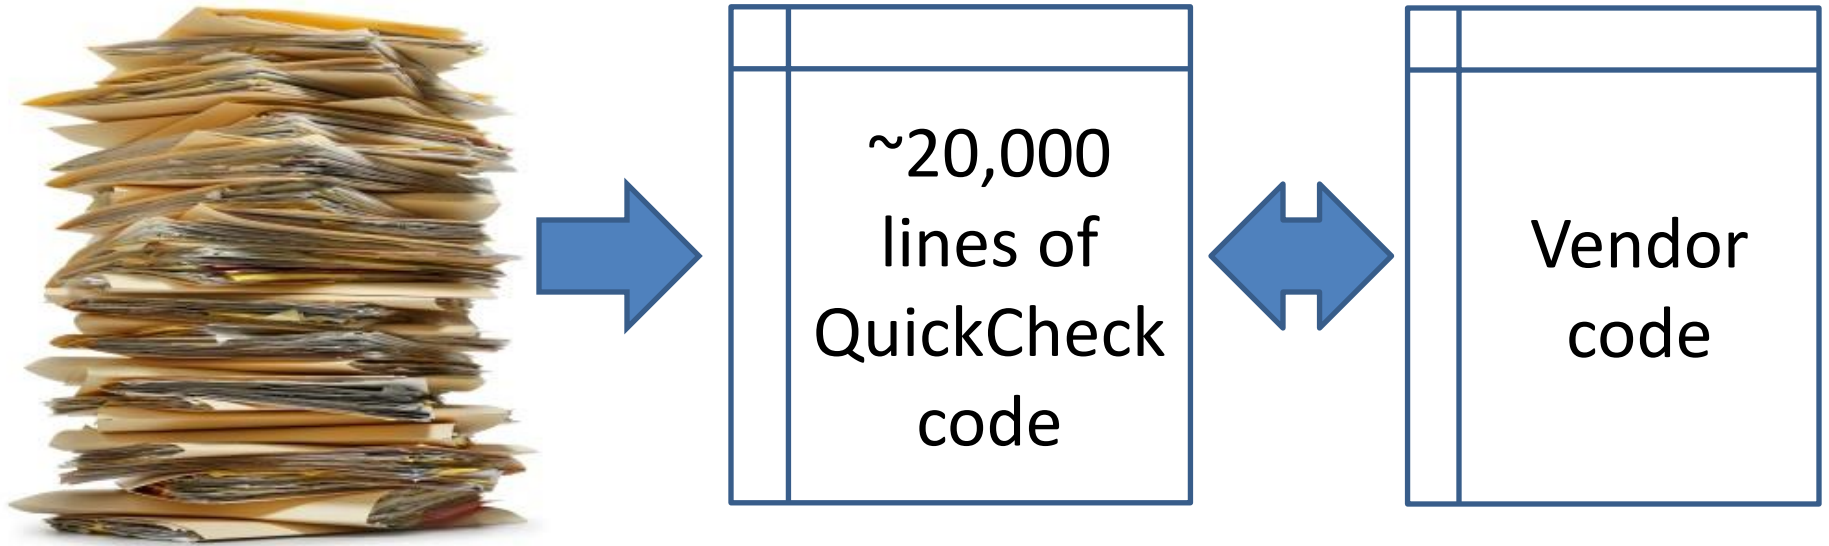 ~20,000
lines of
QuickCheck
code
Vendor
code